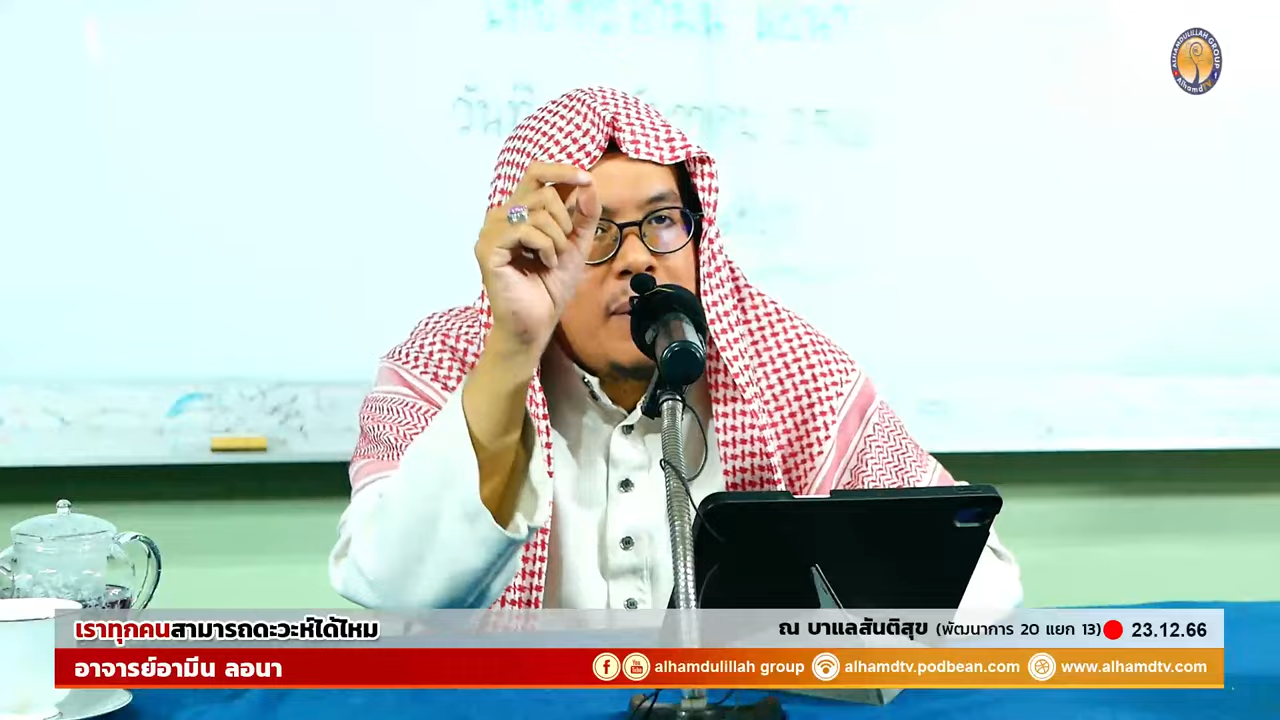 ALHAMDULILLAH GROUP
AlhamdTV
เราทุกคนสามารถดะวะห์ได้ไหม
ณ บาแลสันติสุข (พัฒนาการ 20 แยก 13) 23.12.66
อาจารย์อามีน ลอนา
alhamdulillah group alhamdtv.podbean.com www.alhamdtv.com